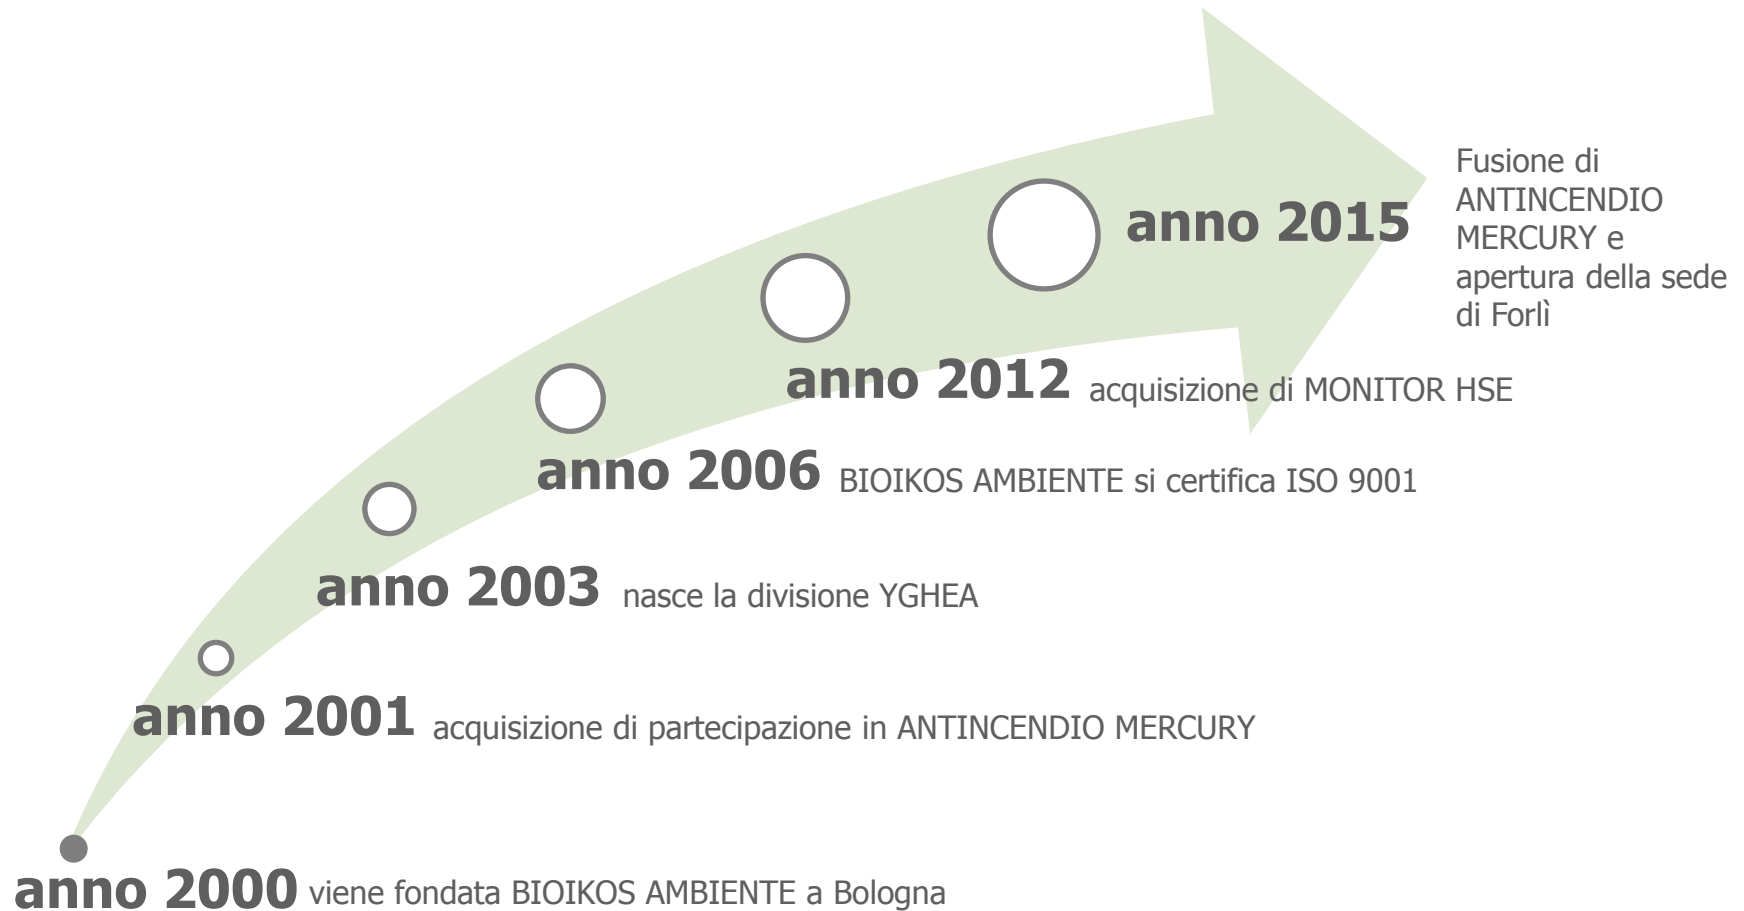 Fusione di
ANTINCENDIO
MERCURY e
apertura della sede
di Forlì
anno 2015
anno 2012 acquisizione di MONITOR HSE
anno 2006 BIOIKOS AMBIENTE si certifica ISO 9001
anno 2003 nasce la divisione YGHEA
anno 2001 acquisizione di partecipazione in ANTINCENDIO MERCURY
anno 2000 viene fondata BIOIKOS AMBIENTE a Bologna